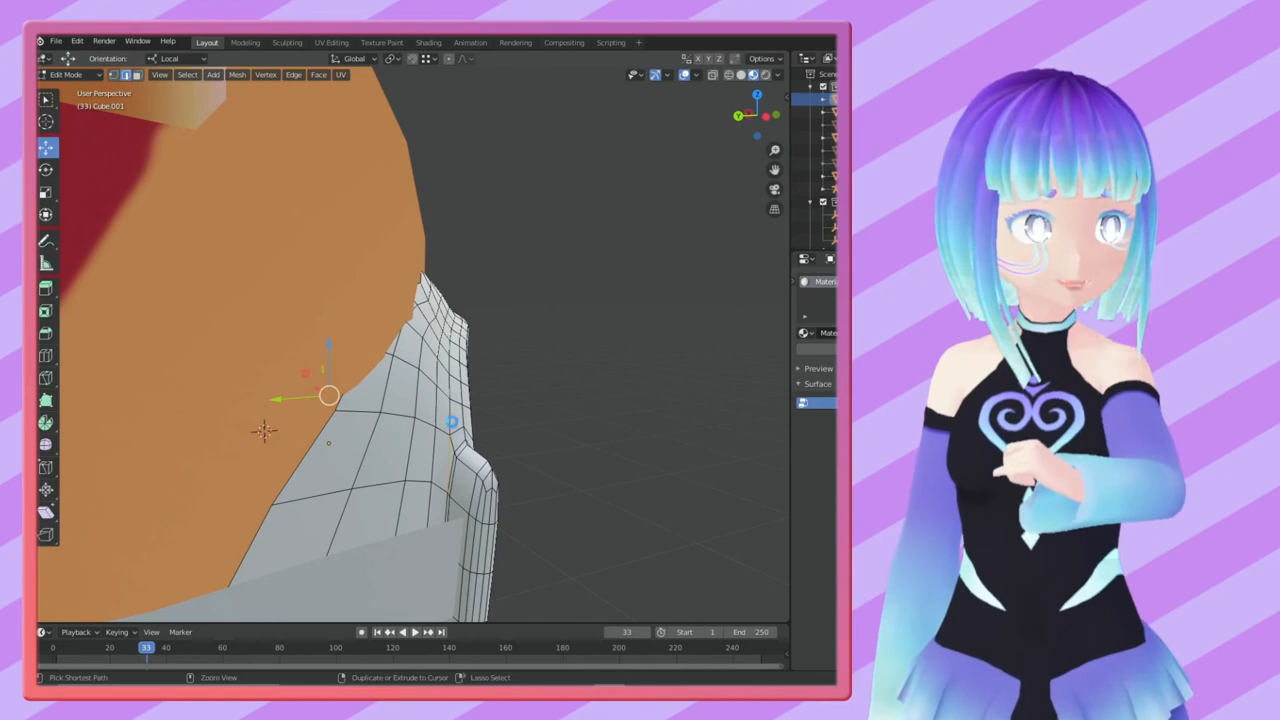 File Edit Render Window Help Layout Modeling Sculpting UV Editing Texture Paint Shading Animation Rendering Compositing Scripting +
Orientation: Local Global X Y Z Options
Edit Mode View Select Add Mesh Vertex Edge Face UV
Scene
User Perspective
(33) Cube.001
Z
Y
Materi
Mate
Preview
Surface
Playback Keying View Marker 33 Start 1 End 250
0 20 33 40 60 80 100 120 140 160 180 200 220 240
Pick Shortest Path Zoom View Duplicate or Extrude to Cursor Lasso Select